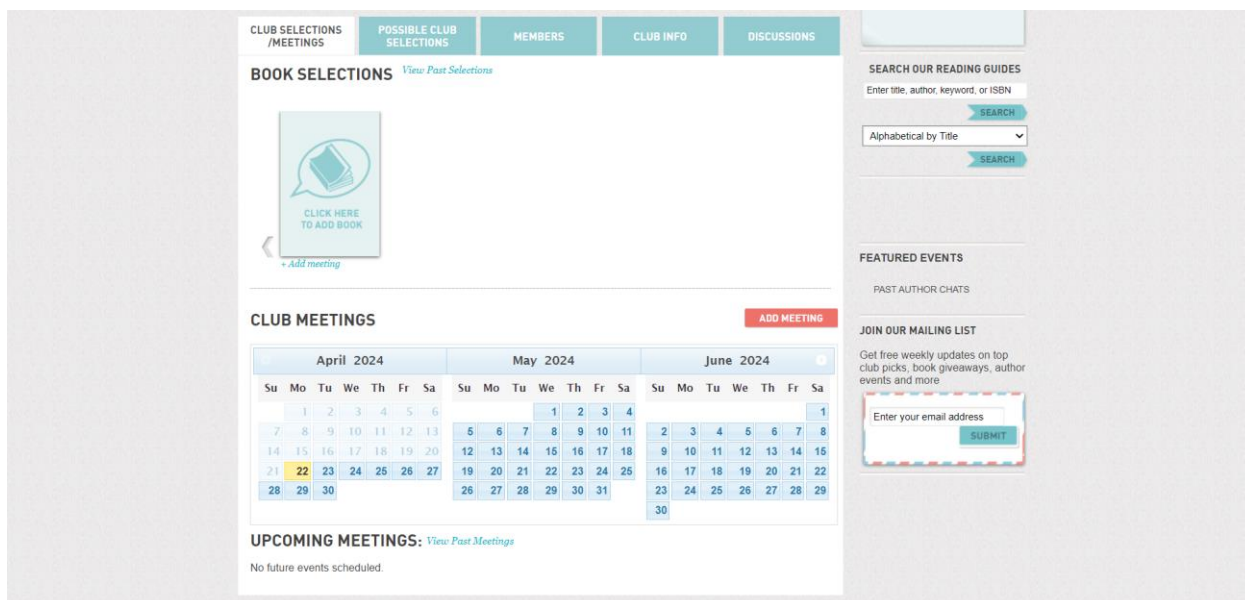 CLUB SELECTIONS
/MEETINGS
POSSIBLE CLUB
SELECTIONS
MEMBERS
CLUB INFO
DISCUSSIONS
BOOK SELECTIONS View Past Selections
CLICK HERE
TO ADD BOOK
+ Add meeting
CLUB MEETINGS
ADD MEETING
April 2024
Su Mo Tu We Th Fr Sa
1 2 3 4 5 6
7 8 9 10 11 12 13
14 15 16 17 18 19 20
21 22 23 24 25 26 27
28 29 30
May 2024
Su Mo Tu We Th Fr Sa
1 2 3 4
5 6 7 8 9 10 11
12 13 14 15 16 17 18
19 20 21 22 23 24 25
26 27 28 29 30 31
June 2024
Su Mo Tu We Th Fr Sa
1
2 3 4 5 6 7 8
9 10 11 12 13 14 15
16 17 18 19 20 21 22
23 24 25 26 27 28 29
30
UPCOMING MEETINGS: View Past Meetings
No future events scheduled.
SEARCH OUR READING GUIDES
Enter title, author, keyword, or ISBN
SEARCH
Alphabetical by Title
SEARCH
FEATURED EVENTS
PAST AUTHOR CHATS
JOIN OUR MAILING LIST
Get free weekly updates on top
club picks, book giveaways, author
events and more
Enter your email address
SUBMIT